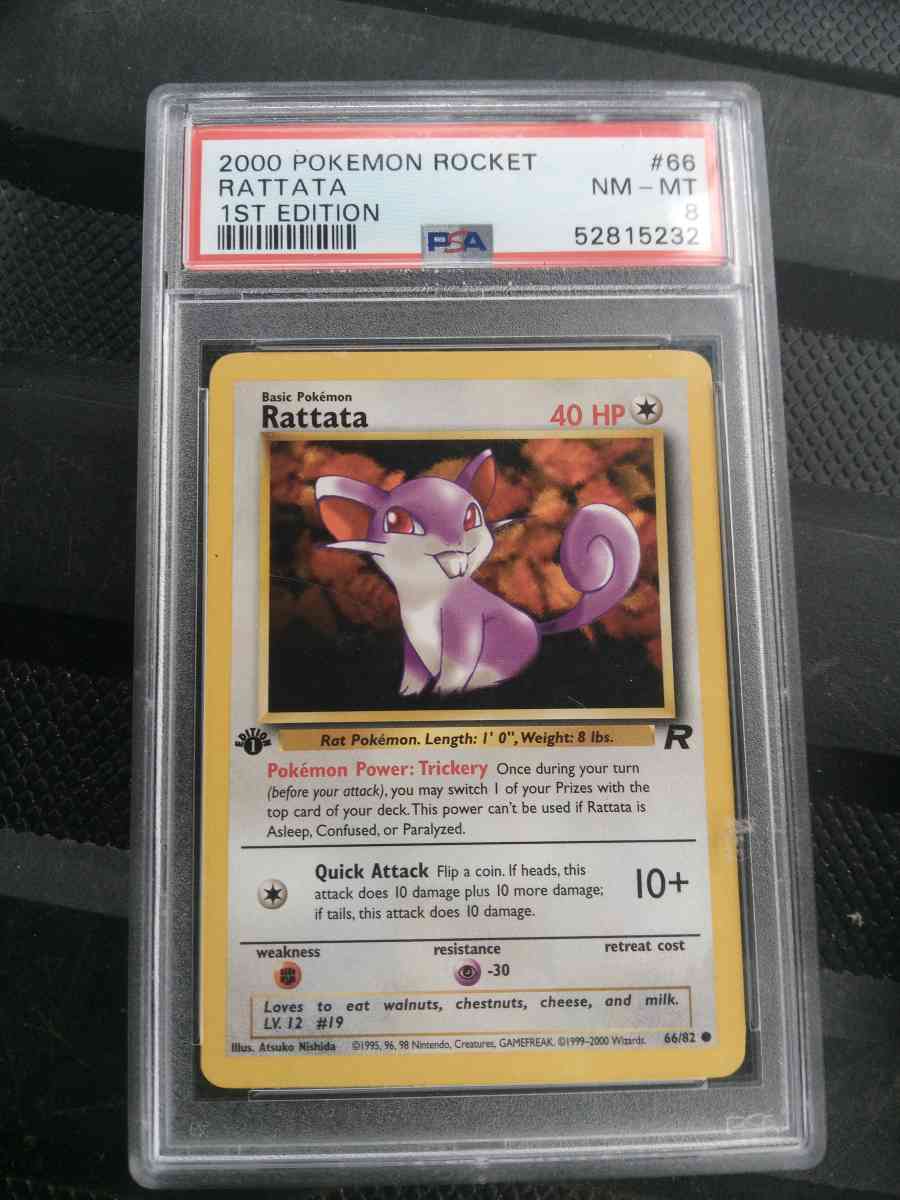 2000 POKEMON ROCKET #66
RATTATA NM - MT
1ST EDITION 8
PSA 52815232
Basic Pokémon
Rattata 40 HP
EDITION 1
Rat Pokémon. Length: 1' 0", Weight: 8 lbs. R
Pokémon Power: Trickery Once during your turn
(before your attack), you may switch 1 of your Prizes with the
top card of your deck. This power can't be used if Rattata is
Asleep, Confused, or Paralyzed.
Quick Attack Flip a coin. If heads, this
attack does 10 damage plus 10 more damage;
if tails, this attack does 10 damage.
10+
weakness resistance retreat cost
-30
Loves to eat walnuts, chestnuts, cheese, and milk.
LV. 12 #19
Illus. Atsuko Nishida ©1995, 96, 98 Nintendo, Creatures, GAMEFREAK. ©1999-2000 Wizards. 66/82
PSA